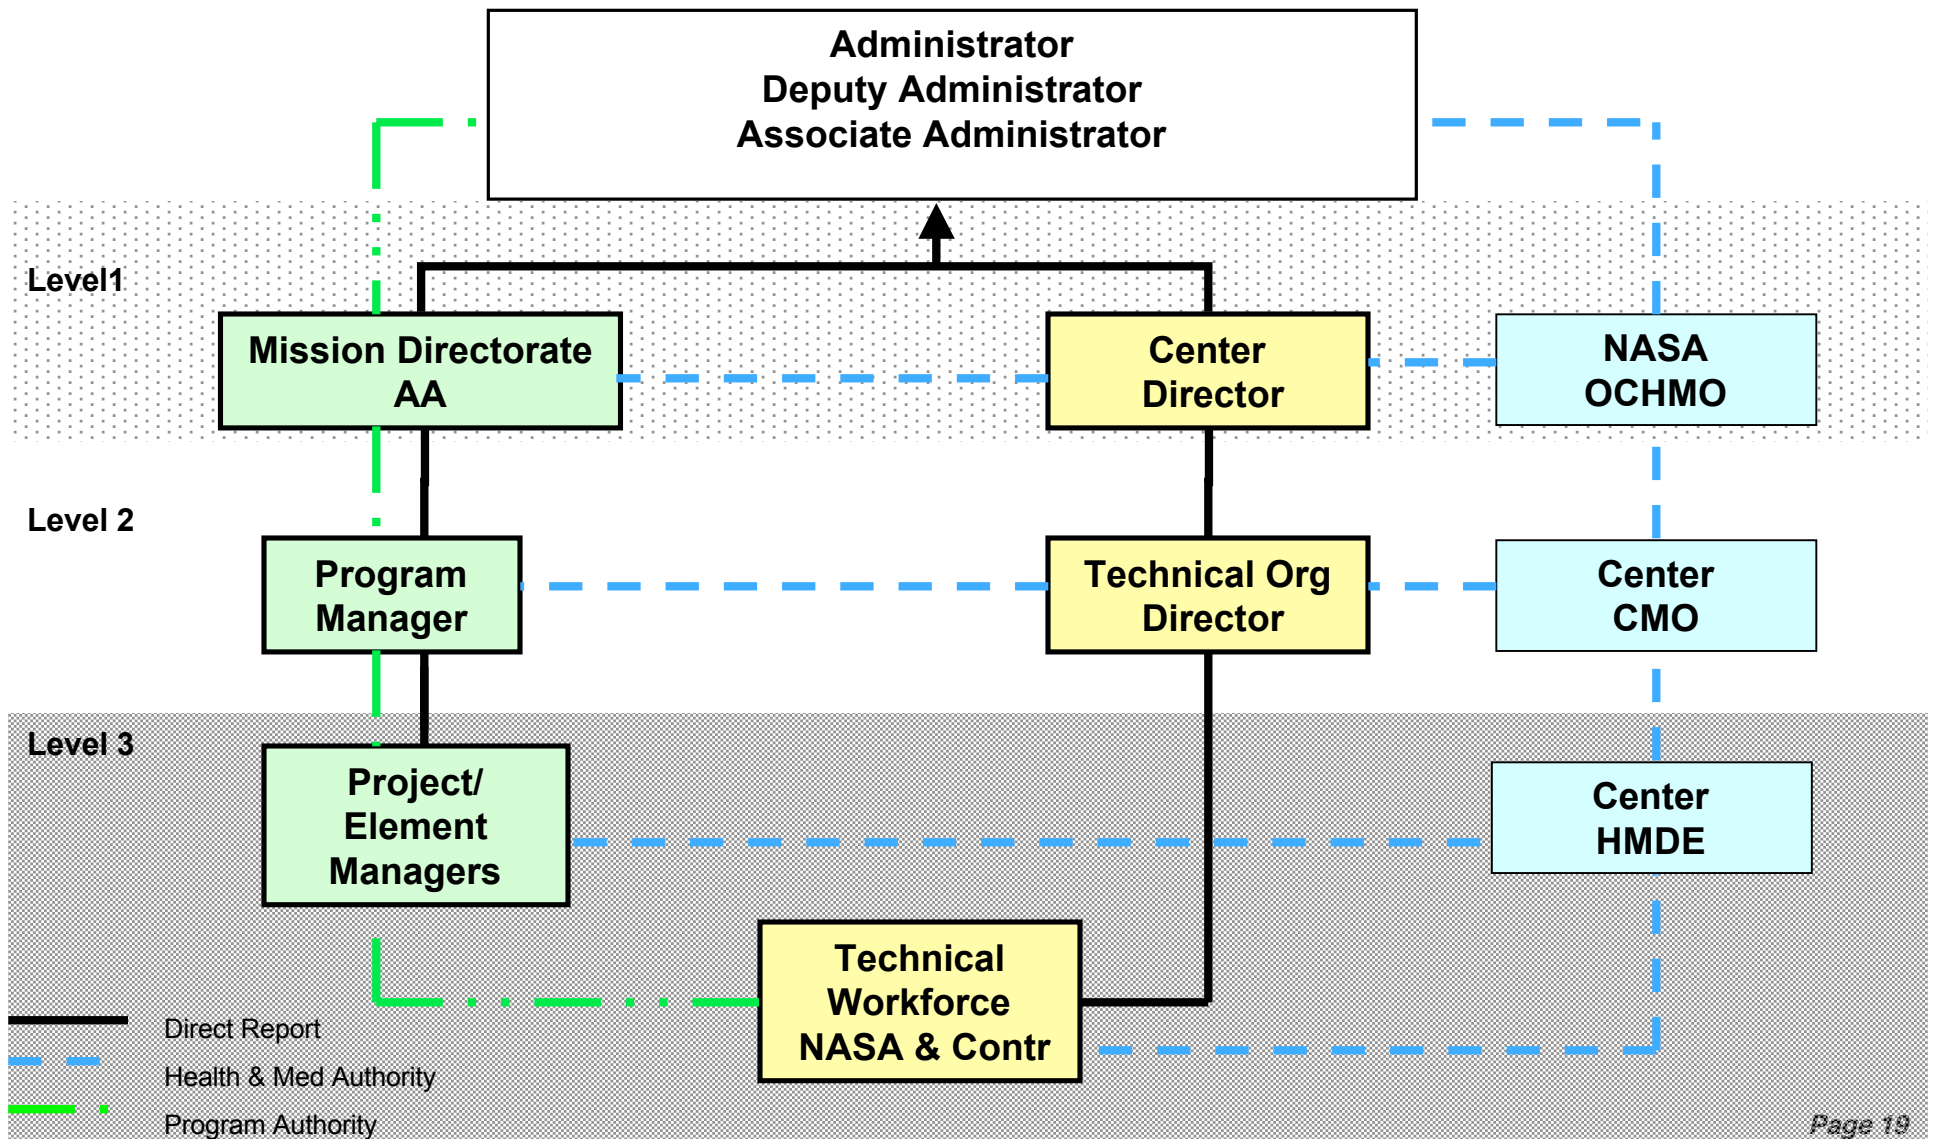 Administrator
Deputy Administrator
Associate Administrator
Level1
Mission Directorate
AA
Center
Director
NASA
OCHMO
Level 2
Program
Manager
Technical Org
Director
Center
CMO
Level 3
Project/
Element
Managers
Center
HMDE
Technical
Workforce
NASA & Contr
Direct Report
Health & Med Authority
Program Authority
Page 19